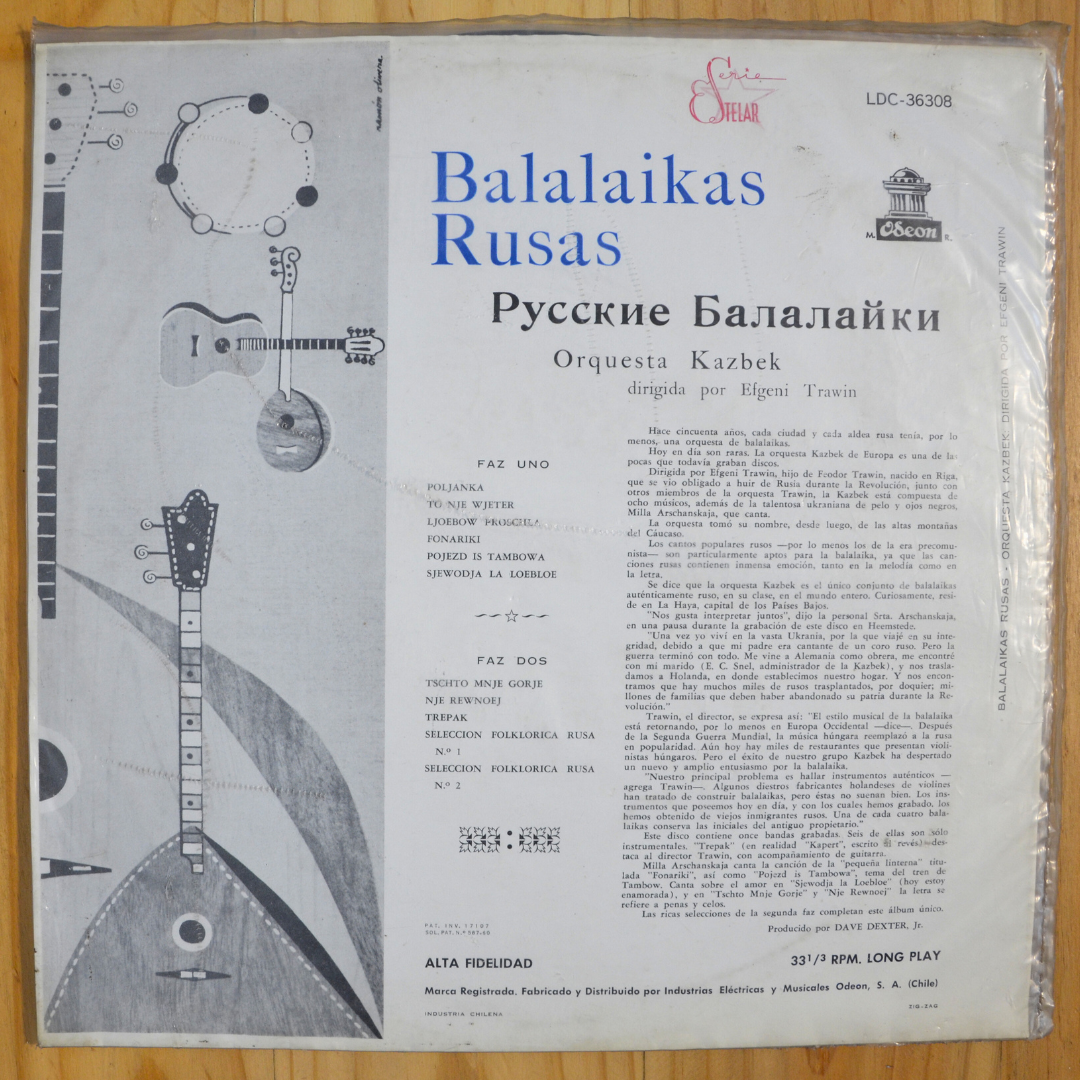 ramón olivera
Serie
ESTELAR
LDC-36308
Balalaikas
Rusas
M. Odeon R.
Русские Балалайки
Orquesta Kazbek
dirigida por Efgeni Trawin
FAZ UNO
POLJANKA
TO NJE WJETER
LJOEBOW PROSCHLA
FONARIKI
POJEZD IS TAMBOWA
SJEWODJA LA LOEBLOE
FAZ DOS
TSCHTO MNJE GORJE
NJE REWNOEJ
TREPAK
SELECCION FOLKLORICA RUSA
N.º 1
SELECCION FOLKLORICA RUSA
N.º 2
Hace cincuenta años, cada ciudad y cada aldea rusa tenía, por lo
menos, una orquesta de balalaikas.
Hoy en día son raras. La orquesta Kazbek de Europa es una de las
pocas que todavía graban discos.
Dirigida por Efgeni Trawin, hijo de Feodor Trawin, nacido en Riga,
que se vio obligado a huir de Rusia durante la Revolución, junto con
otros miembros de la orquesta Trawin, la Kazbek está compuesta de
ocho músicos, además de la talentosa ukraniana de pelo y ojos negros,
Milla Arschanskaja, que canta.
La orquesta tomó su nombre, desde luego, de las altas montañas
del Cáucaso.
Los cantos populares rusos —por lo menos los de la era precomu-
nista— son particularmente aptos para la balalaika, ya que las can-
ciones rusas contienen inmensa emoción, tanto en la melodía como en
la letra.
Se dice que la orquesta Kazbek es el único conjunto de balalaikas
auténticamente ruso, en su clase, en el mundo entero. Curiosamente, resi-
de en La Haya, capital de los Países Bajos.
"Nos gusta interpretar juntos", dijo la personal Srta. Arschanskaja,
en una pausa durante la grabación de este disco en Heemstede.
"Una vez yo viví en la vasta Ukrania, por la que viajé en su inte-
gridad, debido a que mi padre era cantante de un coro ruso. Pero la
guerra terminó con todo. Me vine a Alemania como obrera, me encontré
con mi marido (E. C. Snel, administrador de la Kazbek), y nos trasla-
damos a Holanda, en donde establecimos nuestro hogar. Y nos encon-
tramos que hay muchos miles de rusos trasplantados, por doquier; mi-
llones de familias que deben haber abandonado su patria durante la Re-
volución."
Trawin, el director, se expresa así: "El estilo musical de la balalaika
está retornando, por lo menos en Europa Occidental —dice—. Después
de la Segunda Guerra Mundial, la música húngara reemplazó a la rusa
en popularidad. Aún hoy hay miles de restaurantes que presentan violi-
nistas húngaros. Pero el éxito de nuestro grupo Kazbek ha despertado
un nuevo y amplio entusiasmo por la balalaika.
"Nuestro principal problema es hallar instrumentos auténticos —
agrega Trawin—. Algunos diestros fabricantes holandeses de violines
han tratado de construir balalaikas, pero éstas no suenan bien. Los ins-
trumentos que poseemos hoy en día, y con los cuales hemos grabado, los
hemos obtenido de viejos inmigrantes rusos. Una de cada cuatro bala-
laikas conserva las iniciales del antiguo propietario."
Este disco contiene once bandas grabadas. Seis de ellas son sólo
instrumentales. "Trepak" (en realidad "Kapert", escrito al revés) des-
taca al director Trawin, con acompañamiento de guitarra.
Milla Arschanskaja canta la canción de la "pequeña linterna" titu-
lada "Fonariki", así como "Pojezd is Tambowa", tema del tren de
Tambow. Canta sobre el amor en "Sjewodja la Loebloe" (hoy estoy
enamorada), y en "Tschto Mnje Gorje" y "Nje Rewnoej" la letra se
refiere a penas y celos.
Las ricas selecciones de la segunda faz completan este álbum único.
Producido por DAVE DEXTER, Jr.
PAT. INV. 17107
SOL. PAT. N.º 587-60
ALTA FIDELIDAD
33 1/3 RPM. LONG PLAY
Marca Registrada. Fabricado y Distribuido por Industrias Eléctricas y Musicales Odeon, S. A. (Chile)
INDUSTRIA CHILENA
ZIG-ZAG
BALALAIKAS RUSAS - ORQUESTA KAZBEK DIRIGIDA POR EFGENI TRAWIN